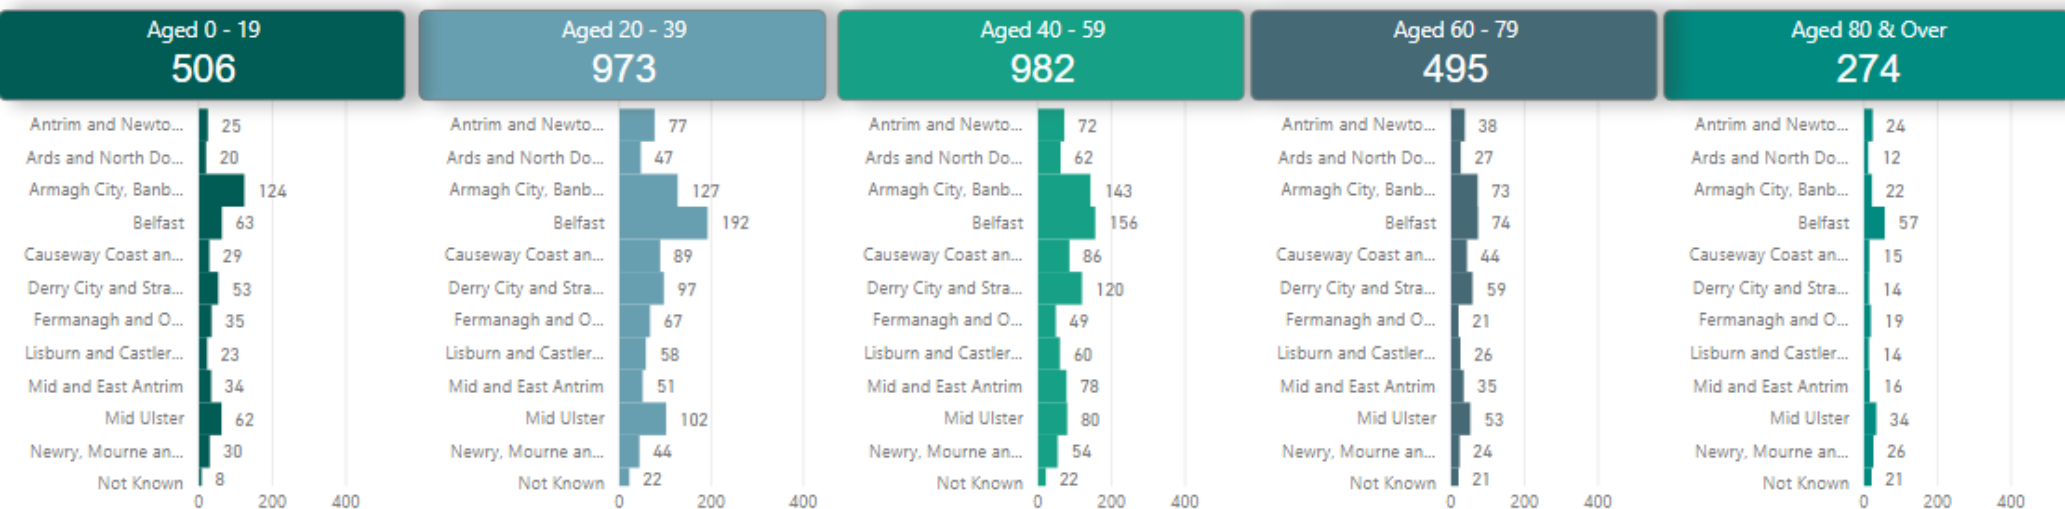 Aged 0 - 19
506
Antrim and Newto... 25
Ards and North Do... 20
Armagh City, Banb... 124
Belfast 63
Causeway Coast an... 29
Derry City and Stra... 53
Fermanagh and O... 35
Lisburn and Castler... 23
Mid and East Antrim 34
Mid Ulster 62
Newry, Mourne an... 30
Not Known 8
0 200 400
Aged 20 - 39
973
Antrim and Newto... 77
Ards and North Do... 47
Armagh City, Banb... 127
Belfast 192
Causeway Coast an... 89
Derry City and Stra... 97
Fermanagh and O... 67
Lisburn and Castler... 58
Mid and East Antrim 51
Mid Ulster 102
Newry, Mourne an... 44
Not Known 22
0 200 400
Aged 40 - 59
982
Antrim and Newto... 72
Ards and North Do... 62
Armagh City, Banb... 143
Belfast 156
Causeway Coast an... 86
Derry City and Stra... 120
Fermanagh and O... 49
Lisburn and Castler... 60
Mid and East Antrim 78
Mid Ulster 80
Newry, Mourne an... 54
Not Known 22
0 200 400
Aged 60 - 79
495
Antrim and Newto... 38
Ards and North Do... 27
Armagh City, Banb... 73
Belfast 74
Causeway Coast an... 44
Derry City and Stra... 59
Fermanagh and O... 21
Lisburn and Castler... 26
Mid and East Antrim 35
Mid Ulster 53
Newry, Mourne an... 24
Not Known 21
0 200 400
Aged 80 & Over
274
Antrim and Newto... 24
Ards and North Do... 12
Armagh City, Banb... 22
Belfast 57
Causeway Coast an... 15
Derry City and Stra... 14
Fermanagh and O... 19
Lisburn and Castler... 14
Mid and East Antrim 16
Mid Ulster 34
Newry, Mourne an... 26
Not Known 21
0 200 400